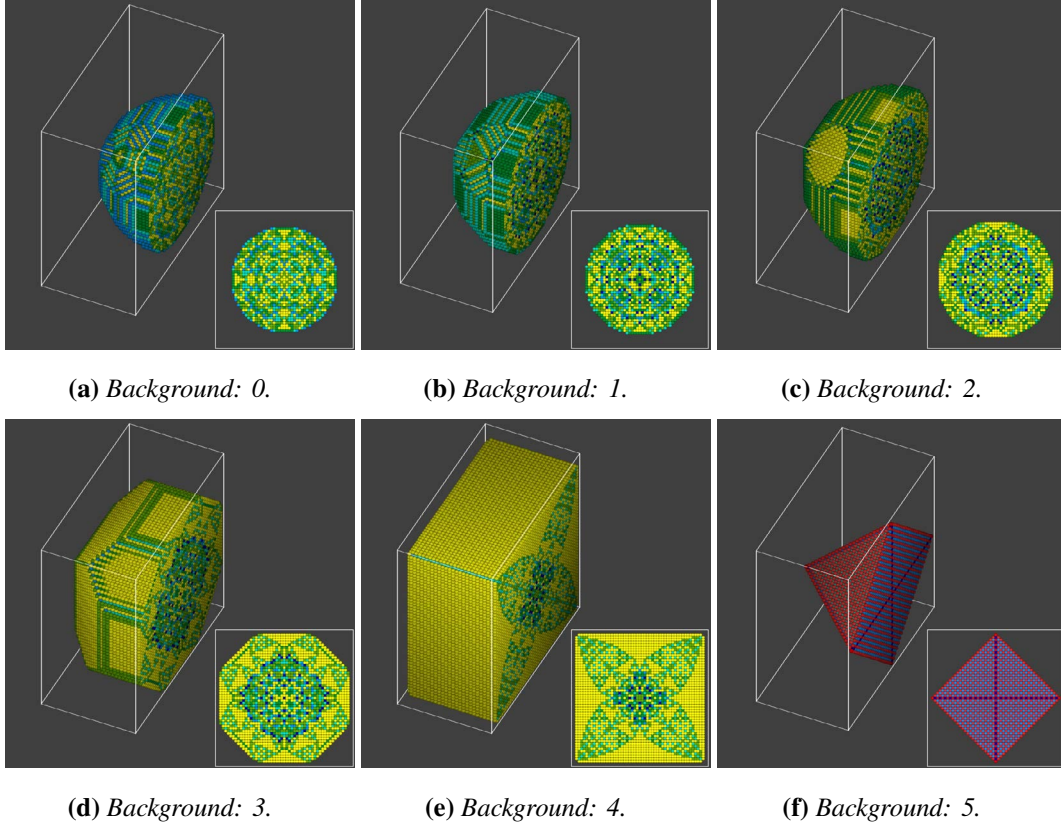 (a) Background: 0.
(b) Background: 1.
(c) Background: 2.
(d) Background: 3.
(e) Background: 4.
(f) Background: 5.